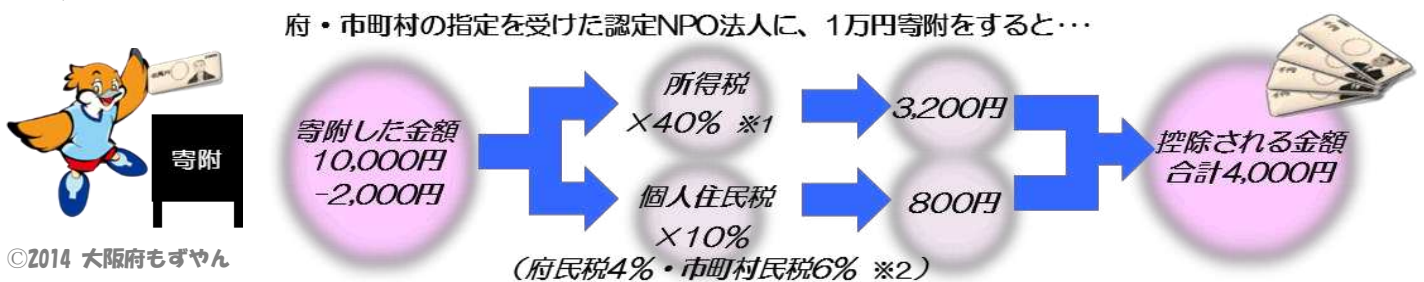 府・市町村の指定を受けた認定NPO法人に、1万円寄附をすると・・・
寄附
©2014 大阪府もずやん
寄附した金額
10,000円
-2,000円
所得税
×40% ※1
3,200円
個人住民税
×10%
(府民税4%・市町村民税6% ※2)
800円
控除される金額
合計4,000円